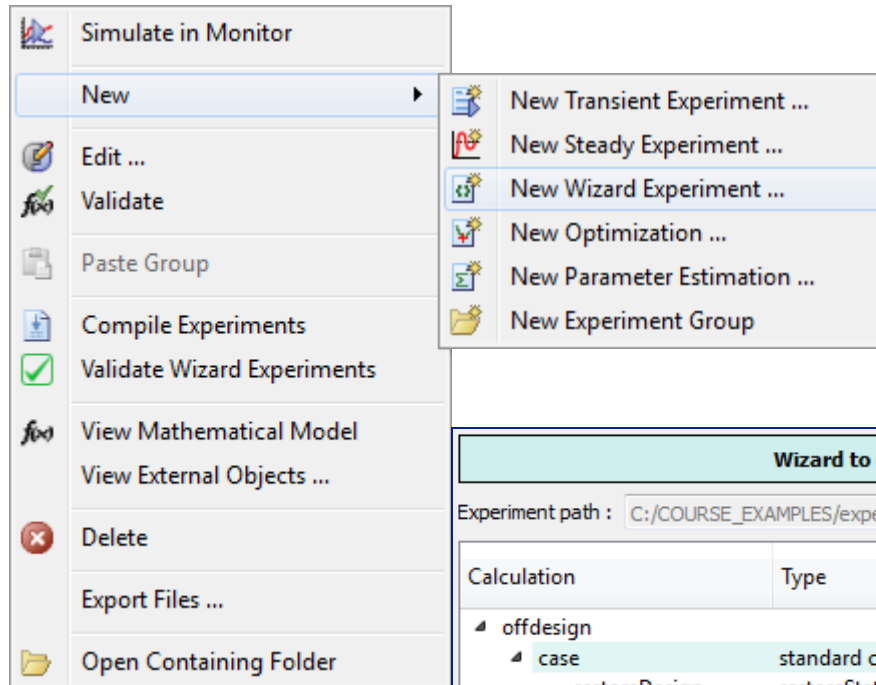 Simulate in Monitor
New
Edit ...
Validate
Paste Group
Compile Experiments
Validate Wizard Experiments
View Mathematical Model
View External Objects ...
Delete
Export Files ...
Open Containing Folder
New Transient Experiment ...
New Steady Experiment ...
New Wizard Experiment ...
New Optimization ...
New Parameter Estimation ...
New Experiment Group
Wizard to
Experiment path : C:/COURSE_EXAMPLES/expe
Calculation Type
offdesign
case standard c